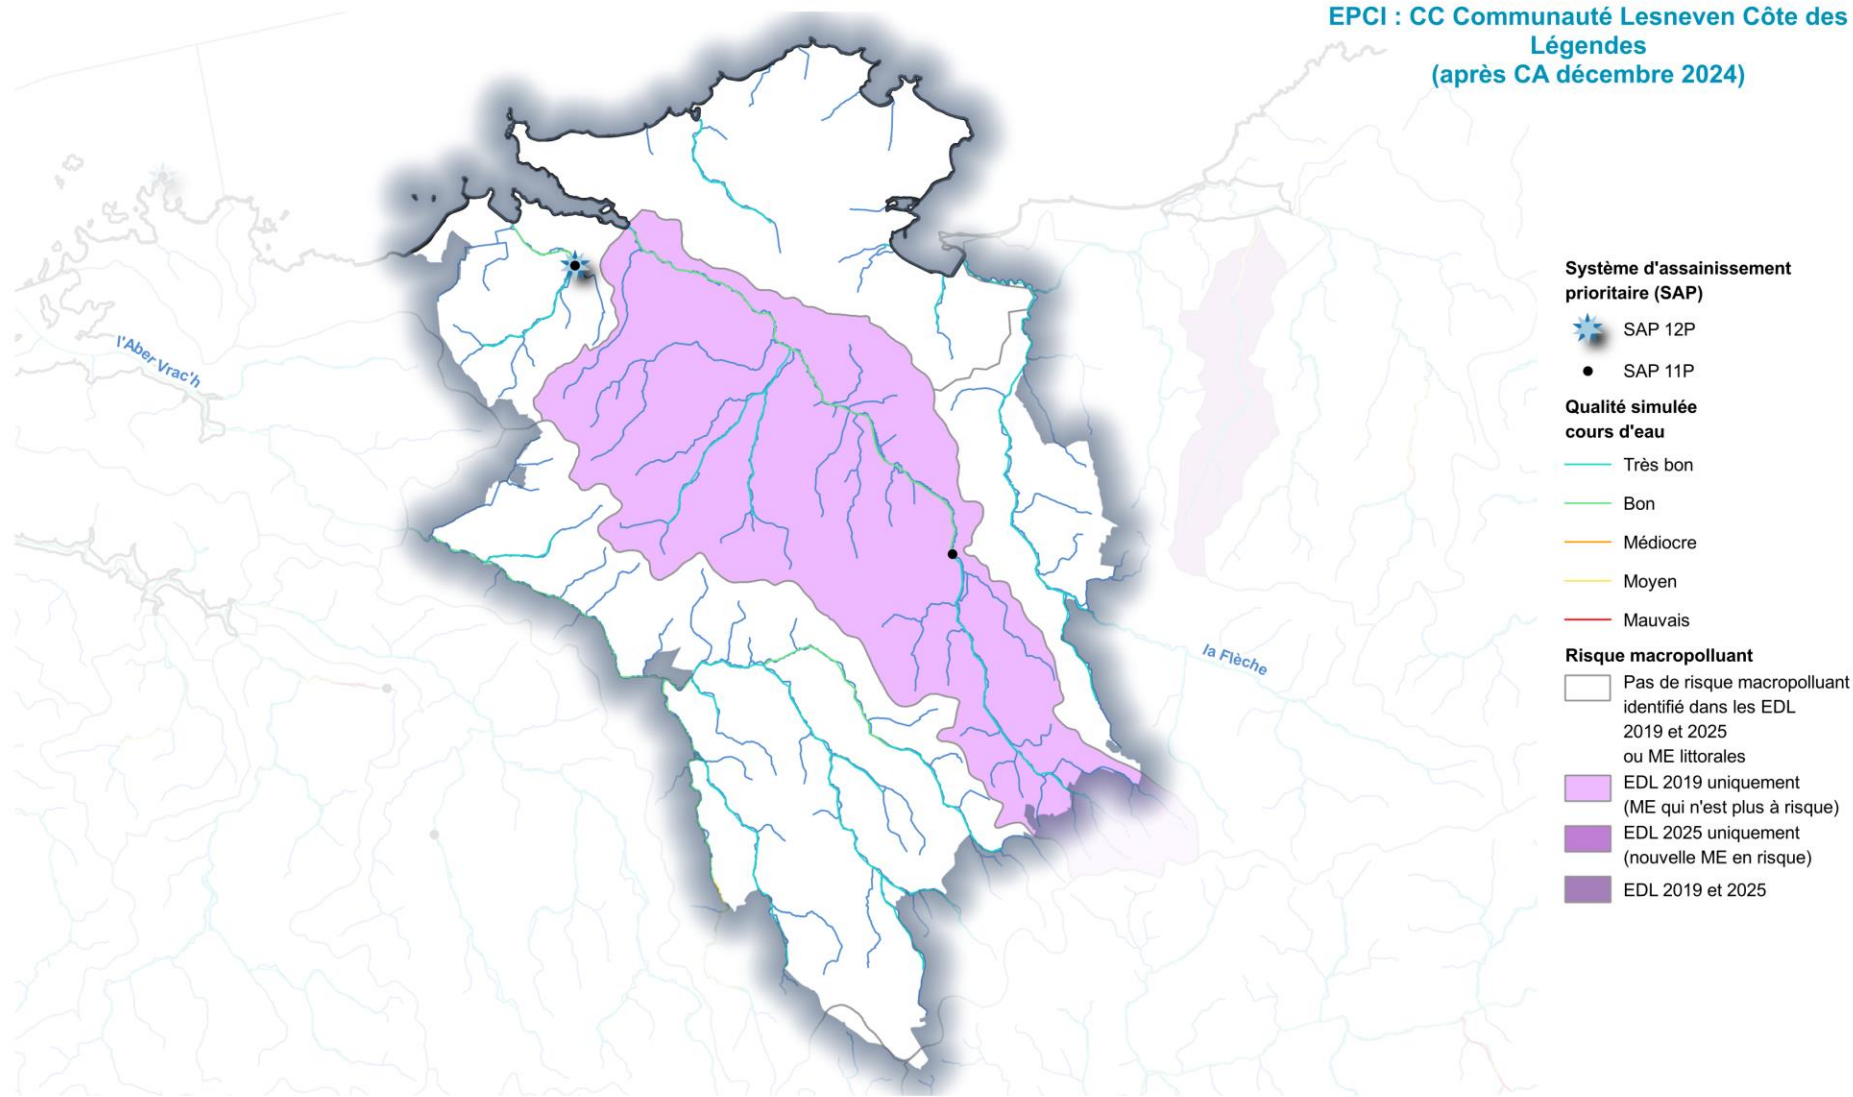 EPCI : CC Communauté Lesneven Côte des
Légendes
(après CA décembre 2024)
l'Aber Vrac'h
la Flèche
Système d'assainissement
prioritaire (SAP)
SAP 12P
SAP 11P
Qualité simulée
cours d'eau
Très bon
Bon
Médiocre
Moyen
Mauvais
Risque macropolluant
Pas de risque macropolluant
identifié dans les EDL
2019 et 2025
ou ME littorales
EDL 2019 uniquement
(ME qui n'est plus à risque)
EDL 2025 uniquement
(nouvelle ME en risque)
EDL 2019 et 2025